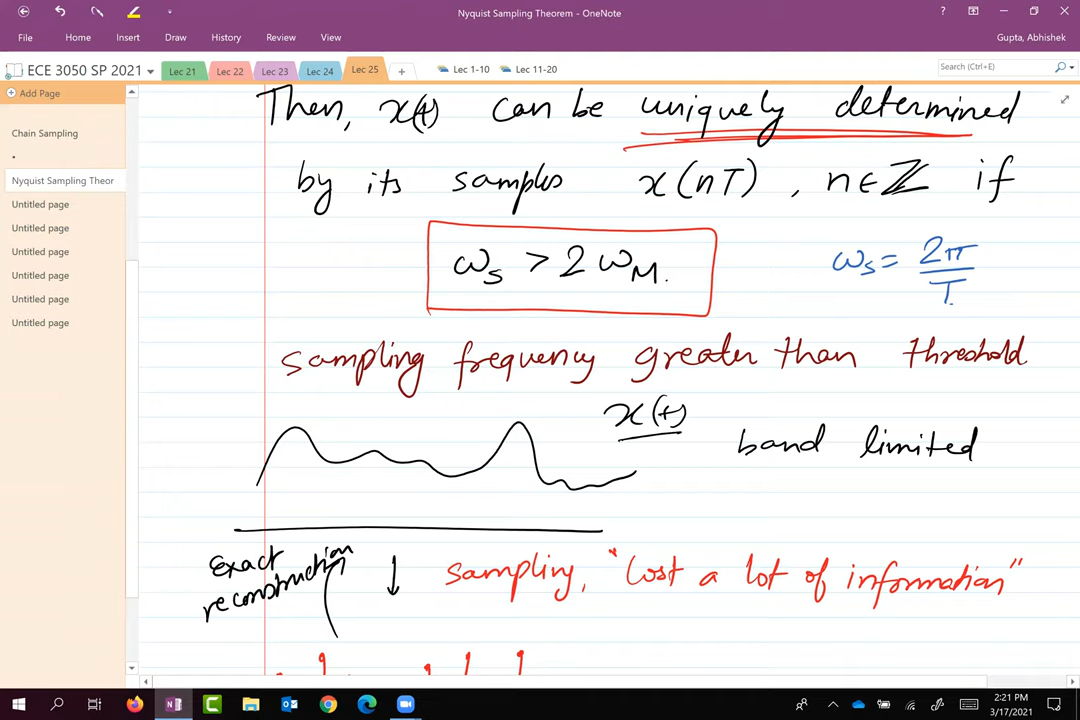 Nyquist Sampling Theorem - OneNote
File Home Insert Draw History Review View
Gupta, Abhishek
ECE 3050 SP 2021
Lec 21 Lec 22 Lec 23 Lec 24 Lec 25 + Lec 1-10 Lec 11-20
Search (Ctrl+E)
Add Page
Chain Sampling
Nyquist Sampling Theor
Untitled page
Untitled page
Untitled page
Untitled page
Untitled page
Untitled page
Then, x(t) can be uniquely determined
by its samples x(nT), n∈ℤ if
ω_s > 2 ω_M.
ω_s = 2π/T
sampling frequency greater than threshold
x(t)
band limited
exact
reconstruction
sampling, "lost a lot of information"
2:21 PM
3/17/2021